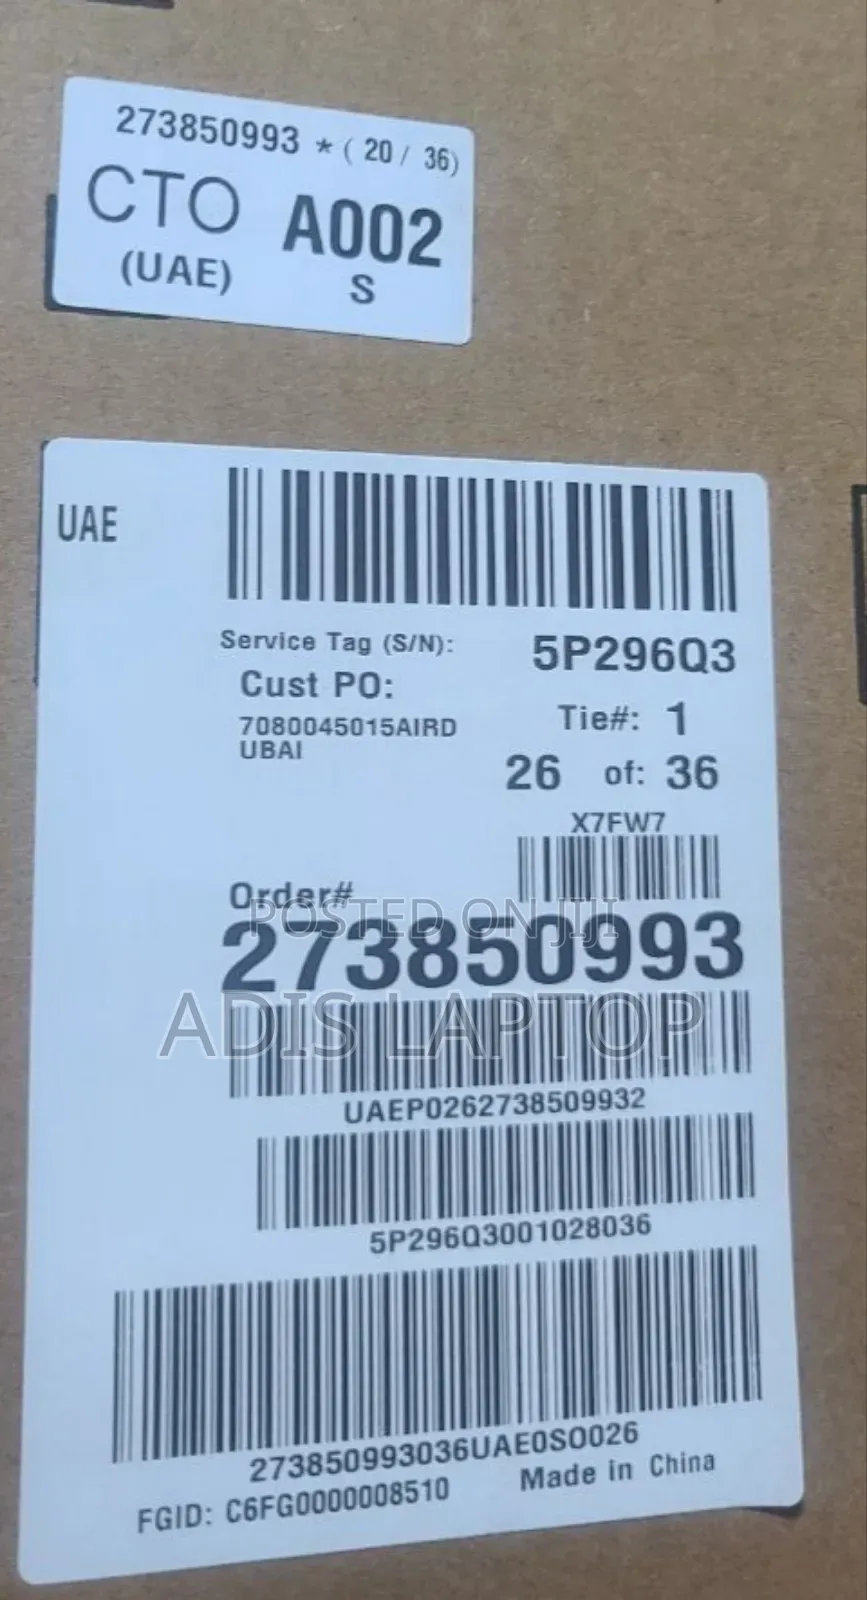 273850993 * ( 20 / 36)
CTO A002
(UAE) S
UAE
Service Tag (S/N): 5P296Q3
Cust PO:
7080045015AIRD
UBAI
Tie#: 1
26 of: 36
X7FW7
Order#
POSTED ON JIJI
273850993
ADIS LAPTOP
UAEP0262738509932
5P296Q3001028036
273850993036UAE0S0026
FGID: C6FG0000008510 Made in China